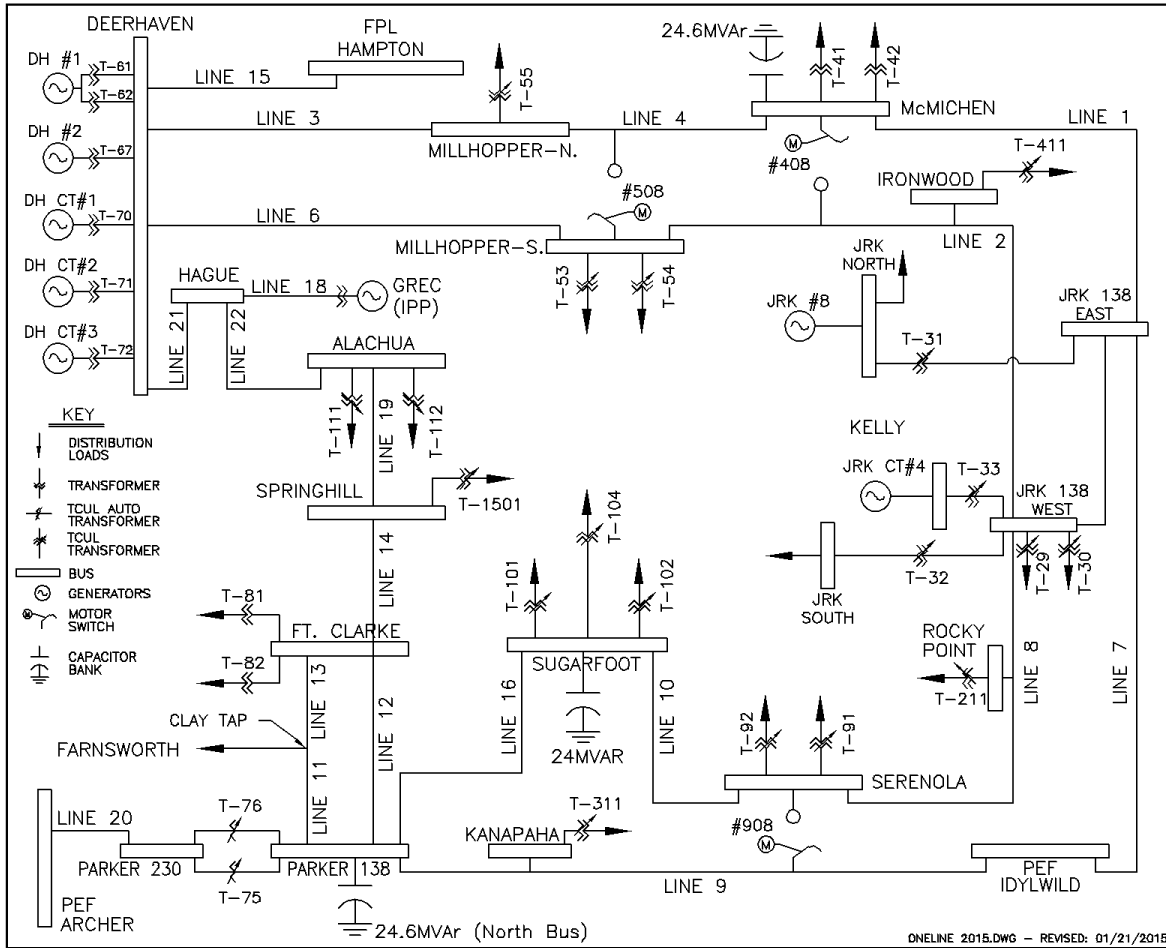 DEERHAVEN
DH #1
T-61
T-62
LINE 15
FPL
HAMPTON
T-55
24.6MVAr
T-41
T-42
McMICHEN
LINE 1
DH #2
T-67
LINE 3
MILLHOPPER-N.
LINE 4
#408
T-411
IRONWOOD
LINE 2
DH CT#1
T-70
LINE 6
#508
MILLHOPPER-S.
T-53
T-54
JRK
NORTH
JRK #8
JRK 138
EAST
T-31
DH CT#2
T-71
HAGUE
LINE 18
GREC
(IPP)
LINE 21
LINE 22
DH CT#3
T-72
ALACHUA
T-111
LINE 19
T-112
KEY
DISTRIBUTION
LOADS
TRANSFORMER
TCUL AUTO
TRANSFORMER
TCUL
TRANSFORMER
BUS
GENERATORS
M
MOTOR
SWITCH
CAPACITOR
BANK
SPRINGHILL
T-1501
LINE 14
T-81
FT. CLARKE
T-82
LINE 13
LINE 12
CLAY TAP
FARNSWORTH
LINE 11
T-101
T-104
T-102
SUGARFOOT
LINE 16
LINE 10
24MVAR
KELLY
JRK CT#4
T-33
JRK 138
WEST
T-32
T-29
T-30
JRK
SOUTH
ROCKY
POINT
T-211
LINE 8
LINE 7
T-92
T-91
SERENOLA
#908
M
LINE 20
T-76
PARKER 230
T-75
PARKER 138
PEF
ARCHER
24.6MVAr (North Bus)
KANAPAHA
T-311
LINE 9
PEF
IDYLWILD
M
M
ONELINE 2015.DWG - REVISED: 01/21/2015